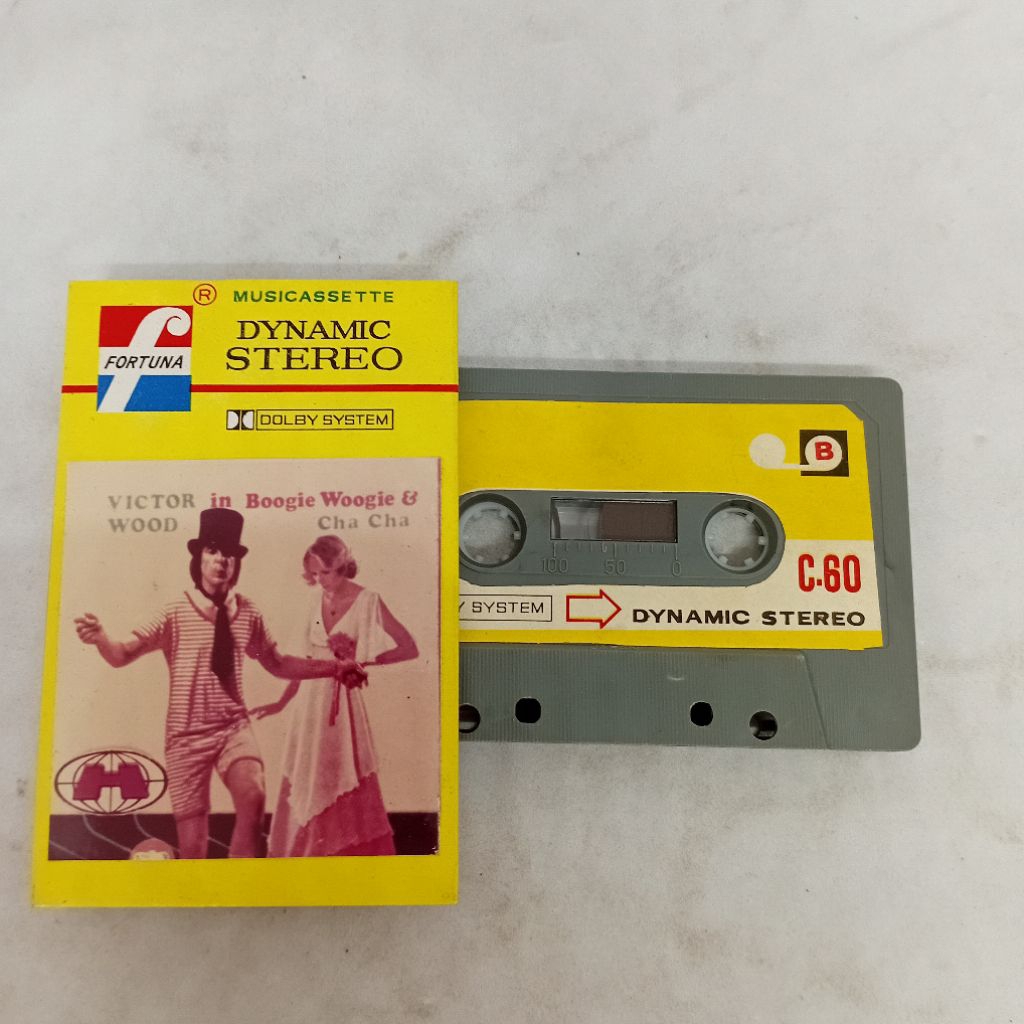 ® MUSICASSETTE
DYNAMIC
STEREO
FORTUNA
DOLBY SYSTEM
VICTOR in Boogie Woogie &
WOOD Cha Cha
H
B
100 50 0
C-60
Y SYSTEM DYNAMIC STEREO